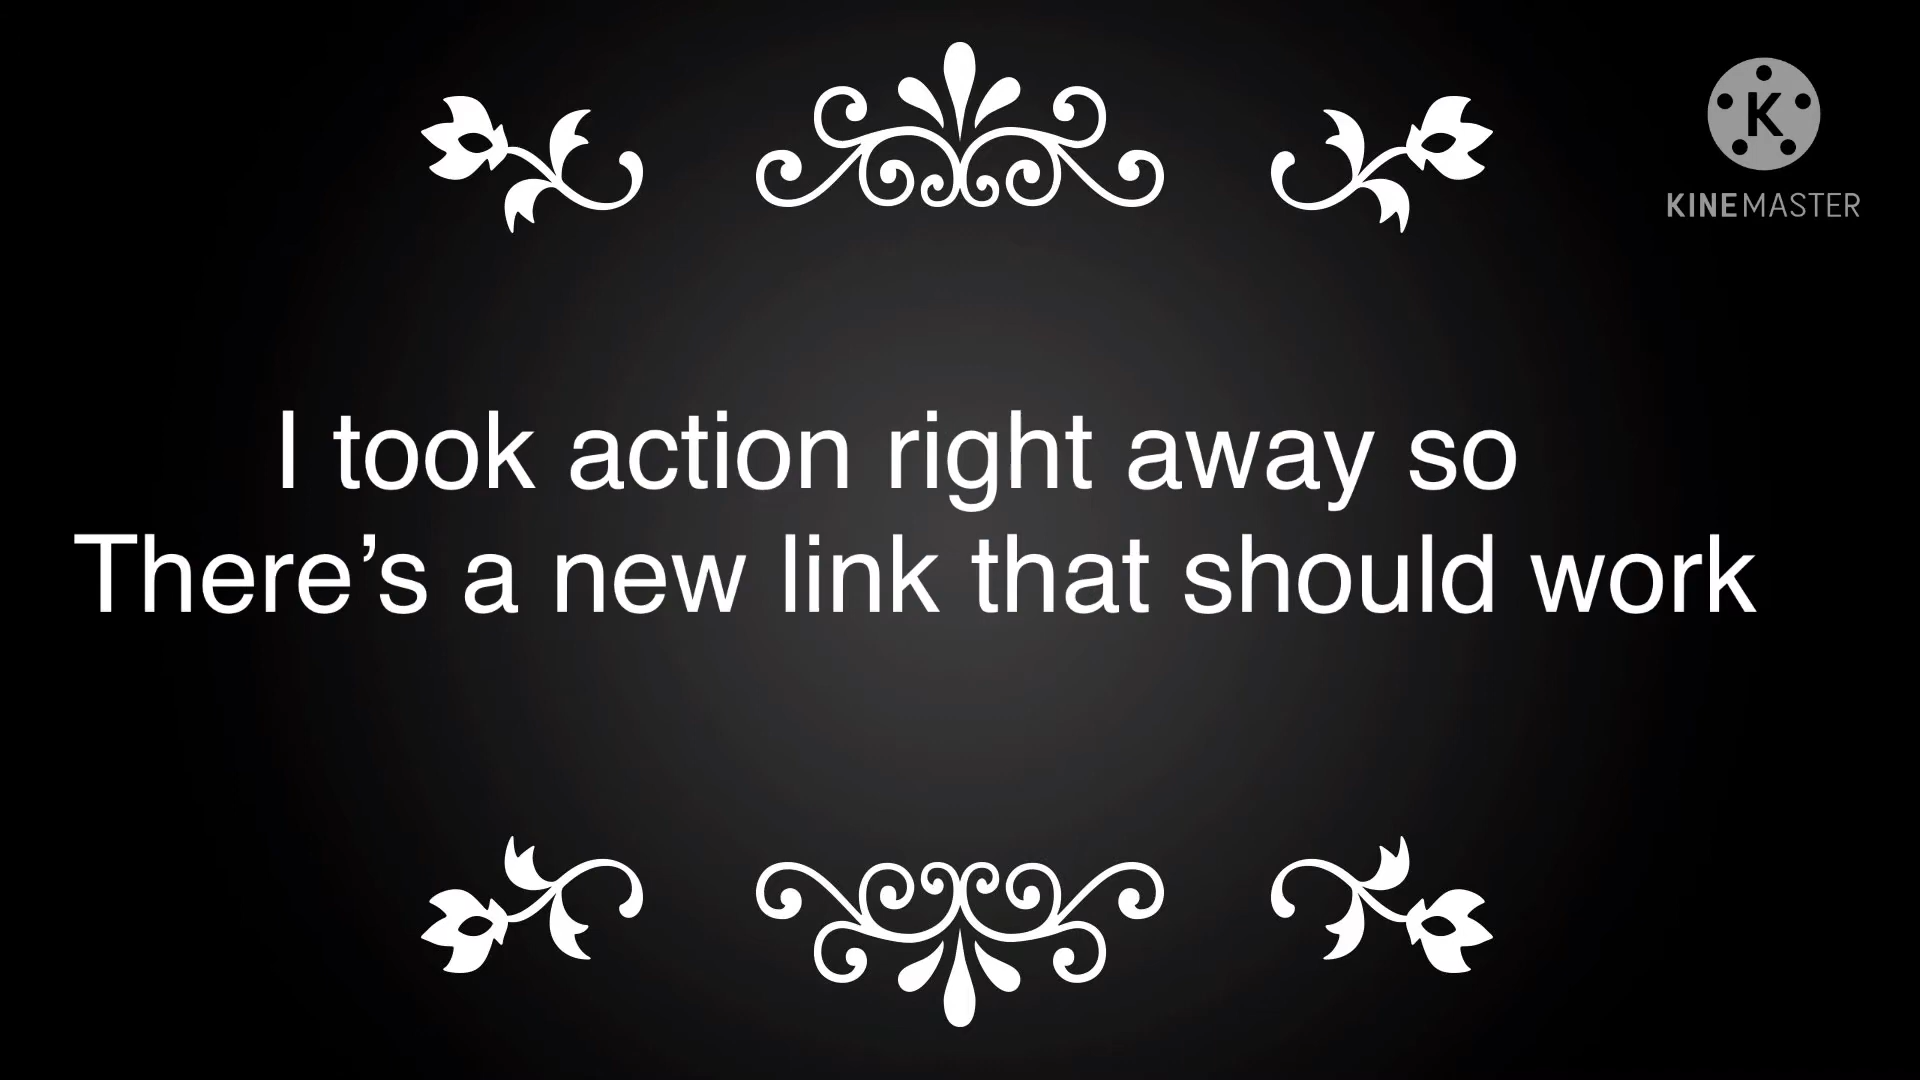 K
KINEMASTER
I took action right away so
There’s a new link that should work